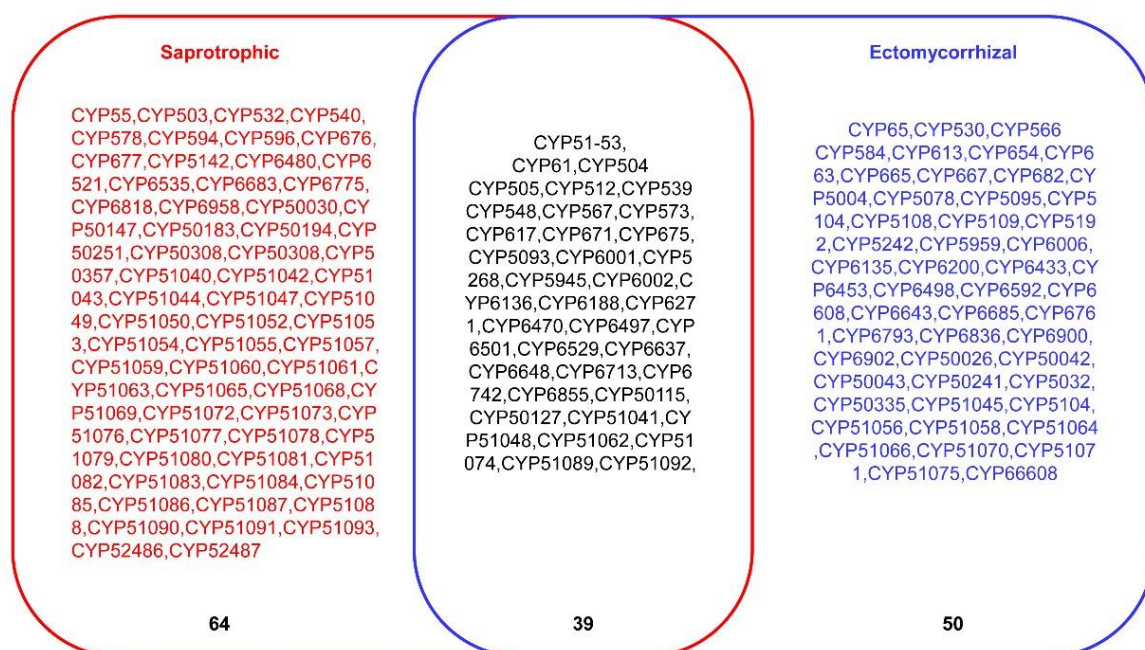 Saprotrophic
CYP55,CYP503,CYP532,CYP540,
CYP578,CYP594,CYP596,CYP676,
CYP677,CYP5142,CYP6480,CYP6
521,CYP6535,CYP6683,CYP6775,
CYP6818,CYP6958,CYP50030,CY
P50147,CYP50183,CYP50194,CYP
50251,CYP50308,CYP50308,CYP5
0357,CYP51040,CYP51042,CYP51
043,CYP51044,CYP51047,CYP510
49,CYP51050,CYP51052,CYP5105
3,CYP51054,CYP51055,CYP51057,
CYP51059,CYP51060,CYP51061,C
YP51063,CYP51065,CYP51068,CY
P51069,CYP51072,CYP51073,CYP
51076,CYP51077,CYP51078,CYP5
1079,CYP51080,CYP51081,CYP51
082,CYP51083,CYP51084,CYP510
85,CYP51086,CYP51087,CYP5108
8,CYP51090,CYP51091,CYP51093,
CYP52486,CYP52487
64
CYP51-53,
CYP61,CYP504
CYP505,CYP512,CYP539
CYP548,CYP567,CYP573,
CYP617,CYP671,CYP675,
CYP5093,CYP6001,CYP5
268,CYP5945,CYP6002,C
YP6136,CYP6188,CYP627
1,CYP6470,CYP6497,CYP
6501,CYP6529,CYP6637,
CYP6648,CYP6713,CYP6
742,CYP6855,CYP50115,
CYP50127,CYP51041,CY
P51048,CYP51062,CYP51
074,CYP51089,CYP51092,
39
Ectomycorrhizal
CYP65,CYP530,CYP566
CYP584,CYP613,CYP654,CYP6
63,CYP665,CYP667,CYP682,CY
P5004,CYP5078,CYP5095,CYP5
104,CYP5108,CYP5109,CYP519
2,CYP5242,CYP5959,CYP6006,
CYP6135,CYP6200,CYP6433,CY
P6453,CYP6498,CYP6592,CYP6
608,CYP6643,CYP6685,CYP676
1,CYP6793,CYP6836,CYP6900,
CYP6902,CYP50026,CYP50042,
CYP50043,CYP50241,CYP5032,
CYP50335,CYP51045,CYP5104,
CYP51056,CYP51058,CYP51064
,CYP51066,CYP51070,CYP5107
1,CYP51075,CYP66608
50